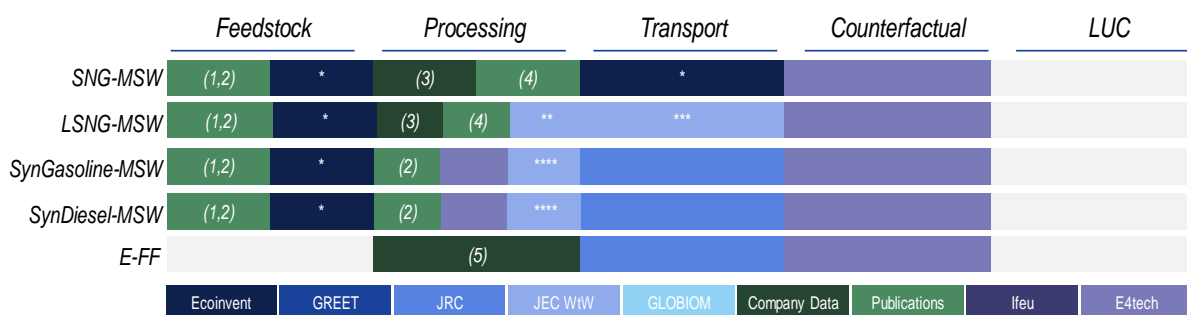 Feedstock Processing Transport Counterfactual LUC
SNG-MSW (1,2) * (3) (4) *
LSNG-MSW (1,2) * (3) (4) ** ***
SynGasoline-MSW (1,2) * (2) ****
SynDiesel-MSW (1,2) * (2) ****
E-FF (5)
Ecoinvent GREET JRC JEC WtW GLOBIOM Company Data Publications Ifeu E4tech